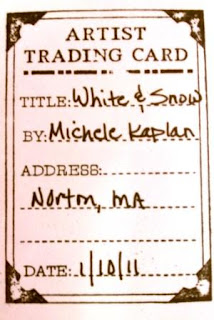 ARTIST
TRADING CARD
TITLE: White & Snow
BY: Michele Kaplan
ADDRESS:
Norton, MA
DATE: 1/10/11